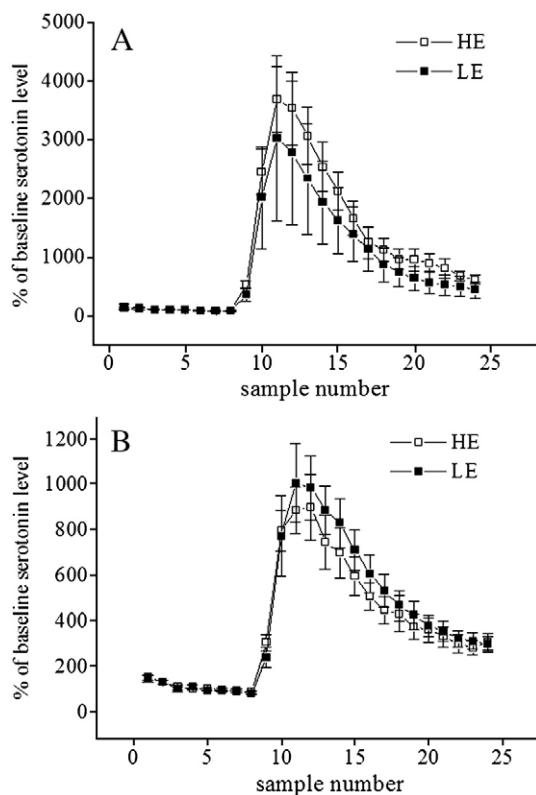 A
HE
LE
% of baseline serotonin level
5000
4000
3000
2000
1000
0
0 5 10 15 20 25
sample number
B
HE
LE
% of baseline serotonin level
1200
1000
800
600
400
200
0
0 5 10 15 20 25
sample number